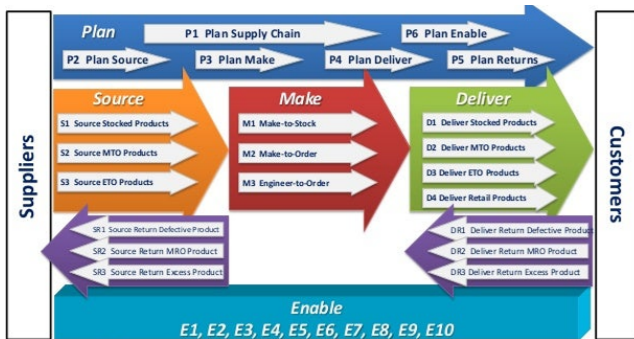 Plan
P1 Plan Supply Chain
P6 Plan Enable
P2 Plan Source
P3 Plan Make
P4 Plan Deliver
P5 Plan Returns
Suppliers
Source
S1 Source Stocked Products
S2 Source MTO Products
S3 Source ETO Products
Make
M1 Make-to-Stock
M2 Make-to-Order
M3 Engineer-to-Order
Deliver
D1 Deliver Stocked Products
D2 Deliver MTO Products
D3 Deliver ETO Products
D4 Deliver Retail Products
Customers
SR1 Source Return Defective Product
SR2 Source Return MRO Product
SR3 Source Return Excess Product
DR1 Deliver Return Defective Product
DR2 Deliver Return MRO Product
DR3 Deliver Return Excess Product
Enable
E1, E2, E3, E4, E5, E6, E7, E8, E9, E10